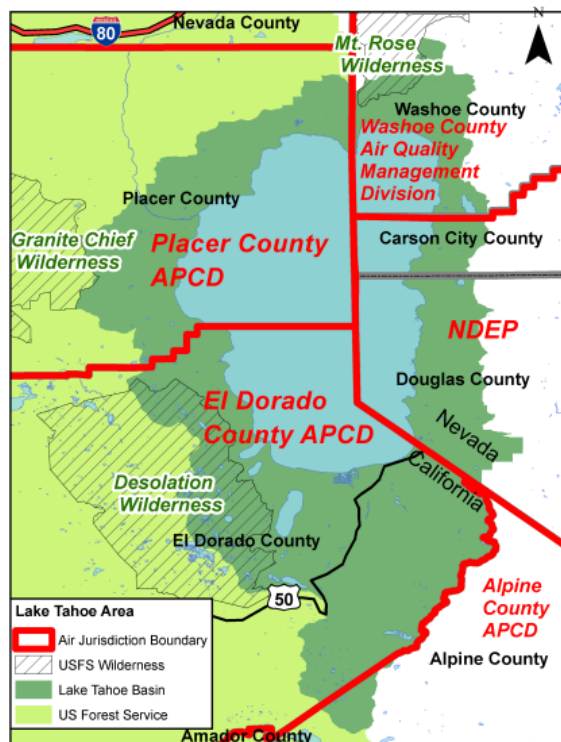 Nevada County
N
80
Mt. Rose
Wilderness
Washoe County
Washoe County
Air Quality
Management
Division
Placer County
Granite Chief
Wilderness
Placer County
APCD
Carson City County
NDEP
Douglas County
El Dorado
County APCD
Nevada
California
Desolation
Wilderness
El Dorado County
50
Alpine
County
APCD
Alpine County
Lake Tahoe Area
Air Jurisdiction Boundary
USFS Wilderness
Lake Tahoe Basin
US Forest Service
Amador County